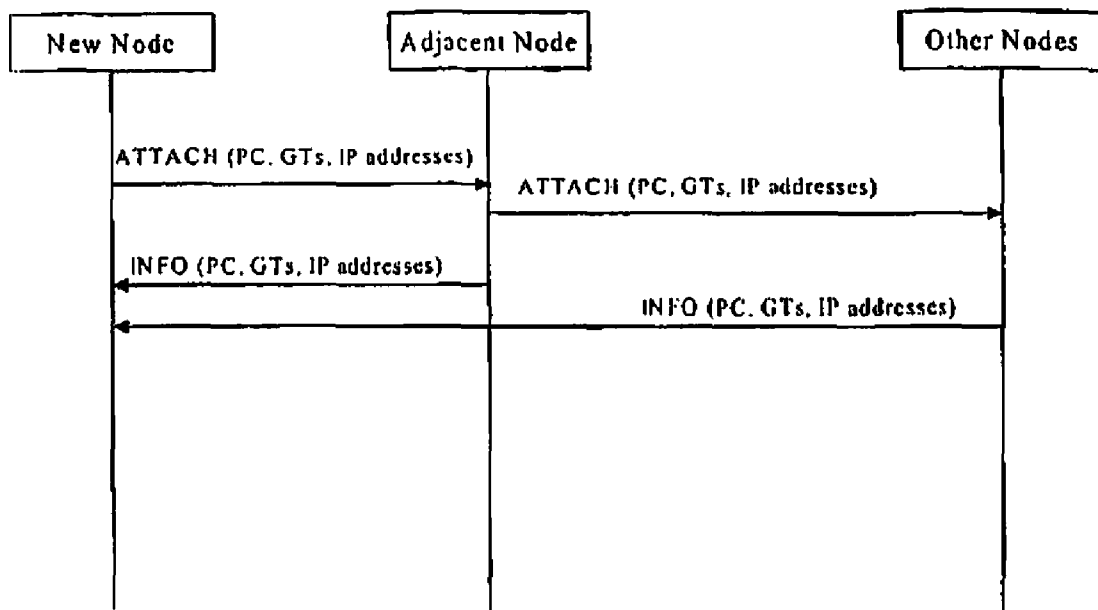 New Node
Adjacent Node
Other Nodes
ATTACH (PC, GTs, IP addresses)
ATTACH (PC, GTs, IP addresses)
INFO (PC, GTs, IP addresses)
INFO (PC, GTs, IP addresses)